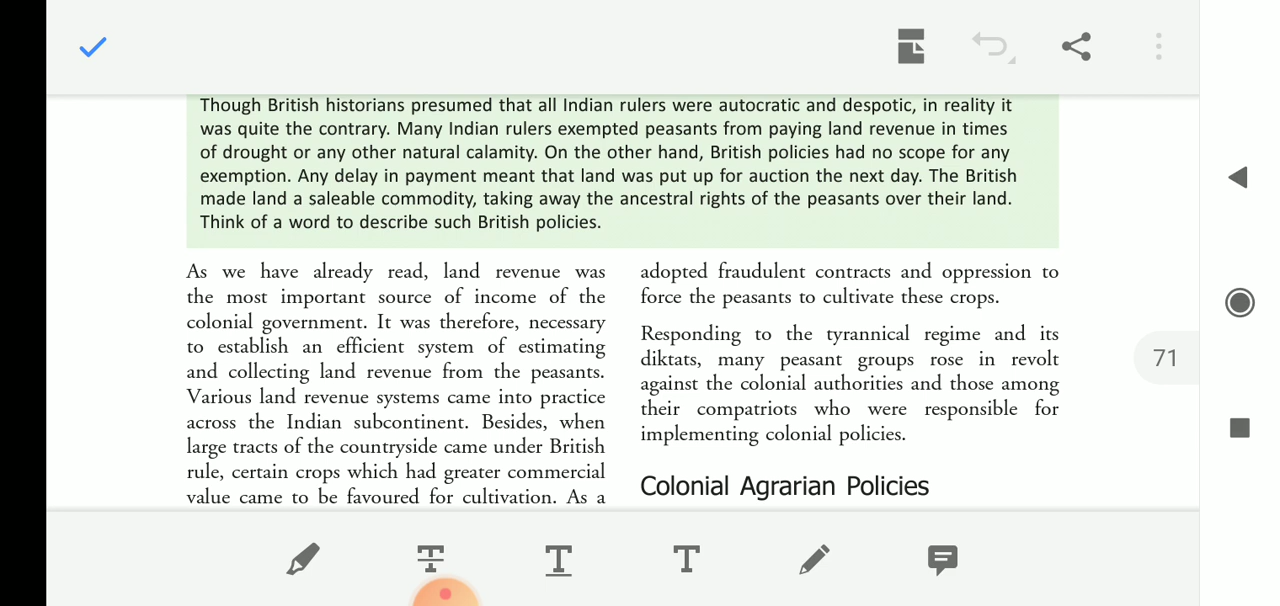 Though British historians presumed that all Indian rulers were autocratic and despotic, in reality it
was quite the contrary. Many Indian rulers exempted peasants from paying land revenue in times
of drought or any other natural calamity. On the other hand, British policies had no scope for any
exemption. Any delay in payment meant that land was put up for auction the next day. The British
made land a saleable commodity, taking away the ancestral rights of the peasants over their land.
Think of a word to describe such British policies.
As we have already read, land revenue was
the most important source of income of the
colonial government. It was therefore, necessary
to establish an efficient system of estimating
and collecting land revenue from the peasants.
Various land revenue systems came into practice
across the Indian subcontinent. Besides, when
large tracts of the countryside came under British
rule, certain crops which had greater commercial
value came to be favoured for cultivation. As a
adopted fraudulent contracts and oppression to
force the peasants to cultivate these crops.
Responding to the tyrannical regime and its
diktats, many peasant groups rose in revolt
against the colonial authorities and those among
their compatriots who were responsible for
implementing colonial policies.
Colonial Agrarian Policies
71